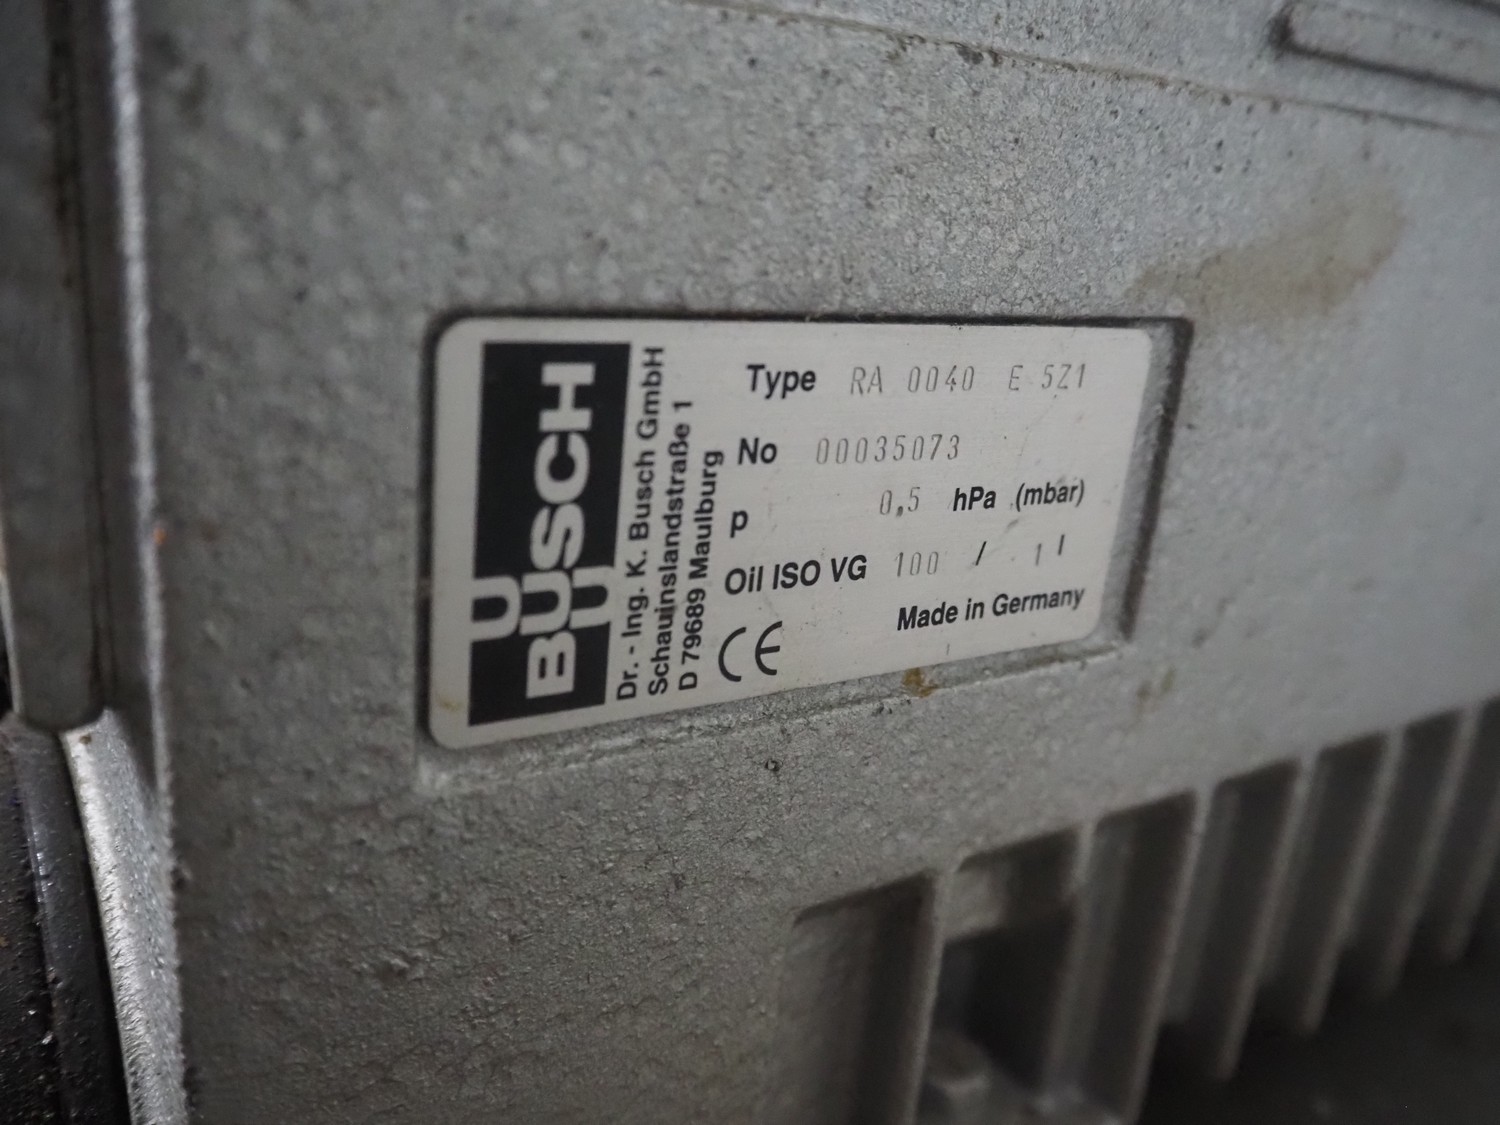 BUSCH
Dr. - Ing. K. Busch GmbH
Schauinslandstraße 1
D 79689 Maulburg
Type RA 0040 E 5Z1
No 00035073
p 0,5 hPa (mbar)
Oil ISO VG 100 / 1 l
Made in Germany
CE